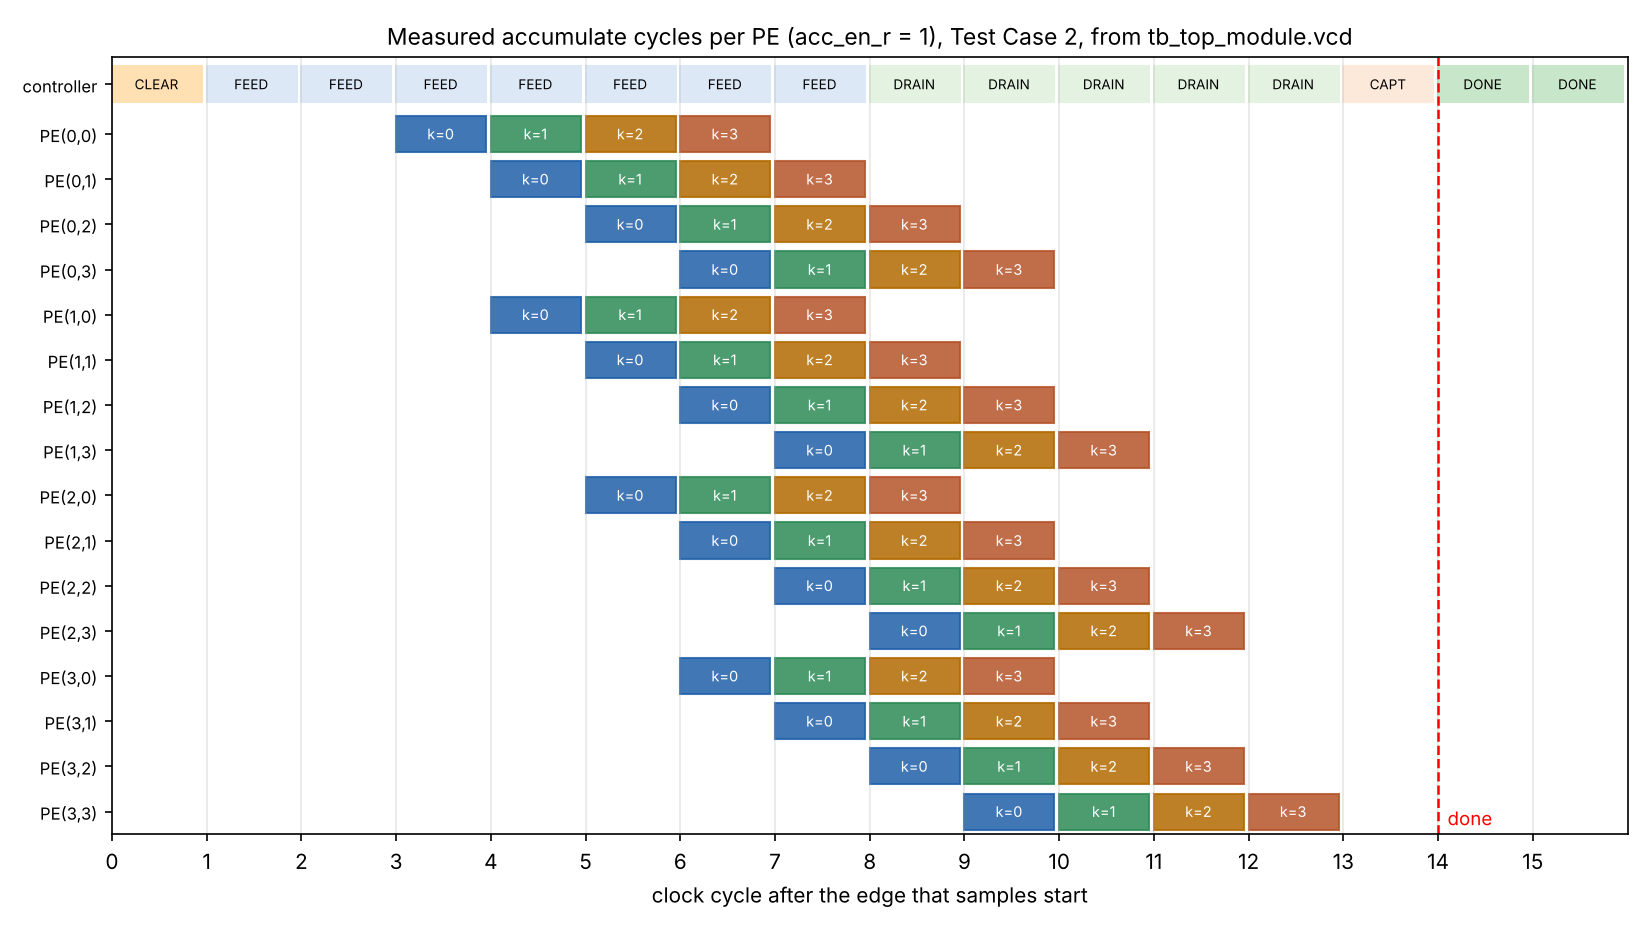 Measured accumulate cycles per PE (acc_en_r = 1), Test Case 2, from tb_top_module.vcd
controller CLEAR FEED FEED FEED FEED FEED FEED FEED DRAIN DRAIN DRAIN DRAIN DRAIN CAPT DONE DONE
PE(0,0) k=0 k=1 k=2 k=3
PE(0,1) k=0 k=1 k=2 k=3
PE(0,2) k=0 k=1 k=2 k=3
PE(0,3) k=0 k=1 k=2 k=3
PE(1,0) k=0 k=1 k=2 k=3
PE(1,1) k=0 k=1 k=2 k=3
PE(1,2) k=0 k=1 k=2 k=3
PE(1,3) k=0 k=1 k=2 k=3
PE(2,0) k=0 k=1 k=2 k=3
PE(2,1) k=0 k=1 k=2 k=3
PE(2,2) k=0 k=1 k=2 k=3
PE(2,3) k=0 k=1 k=2 k=3
PE(3,0) k=0 k=1 k=2 k=3
PE(3,1) k=0 k=1 k=2 k=3
PE(3,2) k=0 k=1 k=2 k=3
PE(3,3) k=0 k=1 k=2 k=3 done
0 1 2 3 4 5 6 7 8 9 10 11 12 13 14 15
clock cycle after the edge that samples start